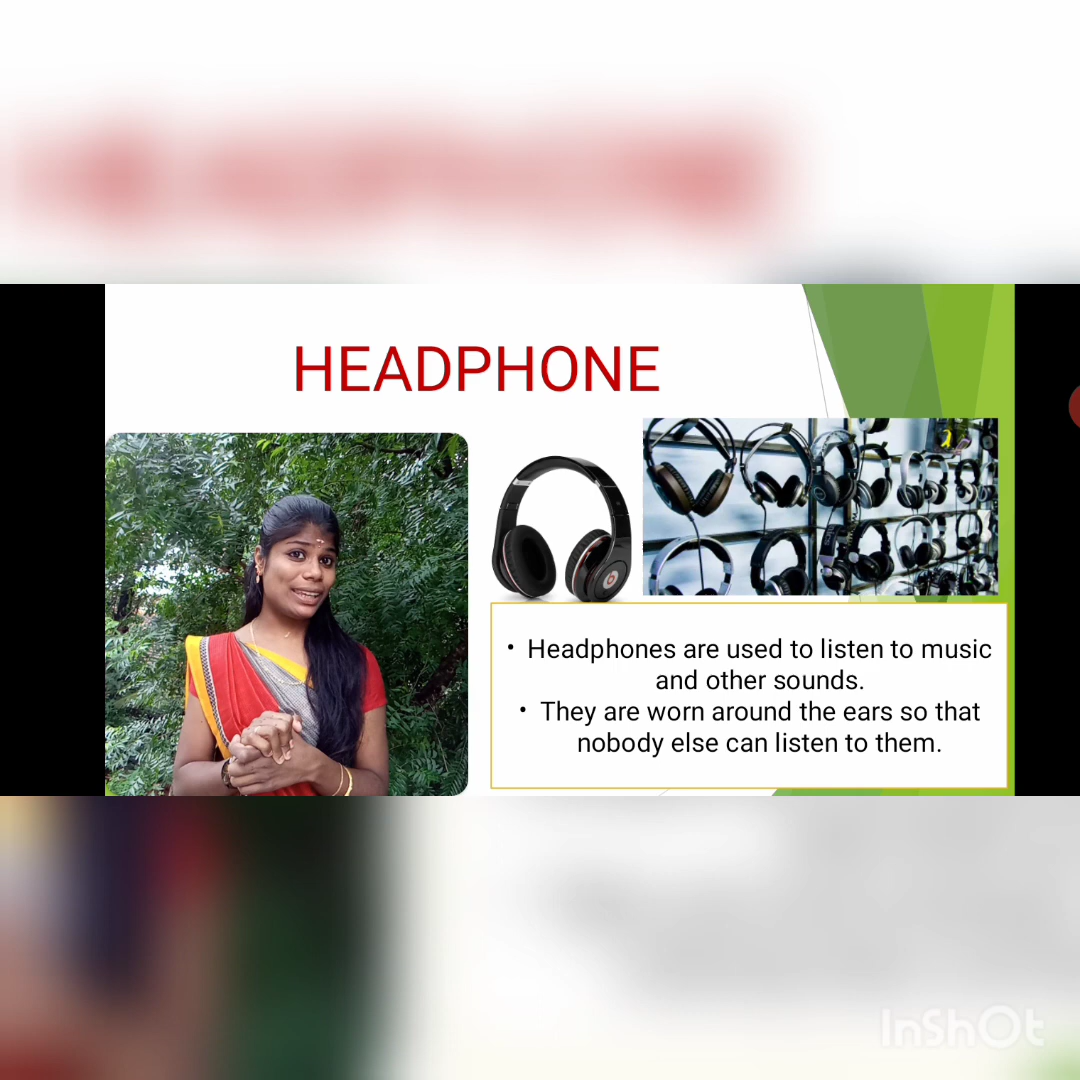 HEADPHONE
• Headphones are used to listen to music
and other sounds.
• They are worn around the ears so that
nobody else can listen to them.
InShOt